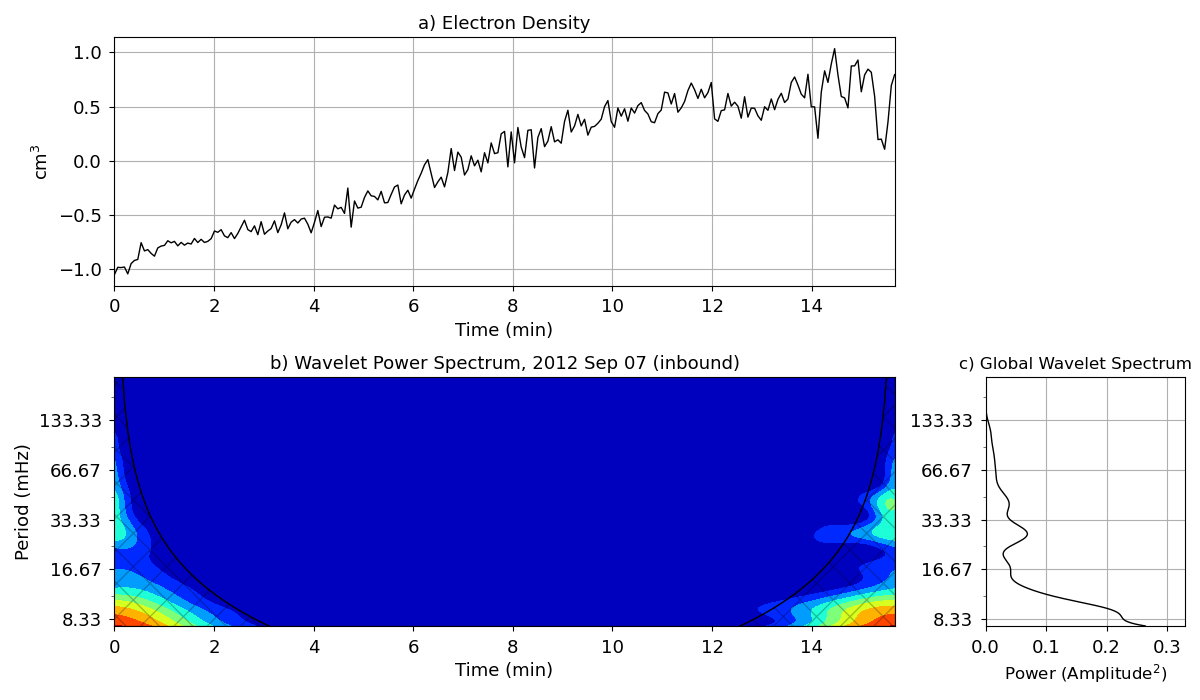 a) Electron Density
1.0
0.5
0.0
−0.5
−1.0
cm³
0 2 4 6 8 10 12 14
Time (min)
b) Wavelet Power Spectrum, 2012 Sep 07 (inbound)
c) Global Wavelet Spectrum
133.33
66.67
33.33
16.67
8.33
Period (mHz)
0 2 4 6 8 10 12 14
Time (min)
133.33
66.67
33.33
16.67
8.33
0.0 0.1 0.2 0.3
Power (Amplitude²)